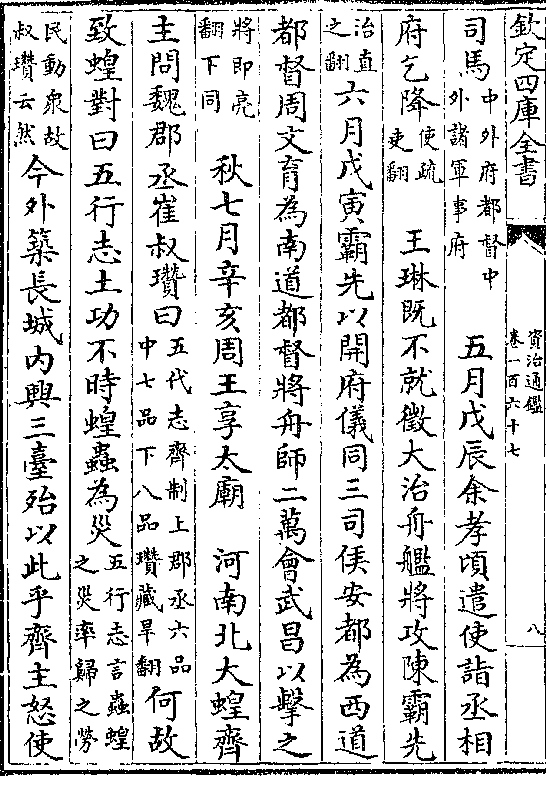 欽定四庫全書
資治通鑑
卷一百六十七
八
司馬中外府都督中外諸軍事府 五月戊辰余孝頃遣使詣丞相
府乞降使疏吏翻 王琳既不就徵大治舟艦將攻陳霸先
治直之翻六月戊寅霸先以開府儀同三司侯安都為西道
都督周文育為南道都督將舟師二萬會武昌以擊之
將即亮翻下同 秋七月辛亥周王享太廟 河南北大蝗齊
主問魏郡丞崔叔瓚曰五代志齊制上郡丞六品中七品下八品瓚藏旱翻何故
致蝗對曰五行志土功不時蝗蟲為災五行志言蟲蝗之災率歸之勞
民動衆故叔瓚云然今外築長城内興三臺殆以此乎齊主怒使